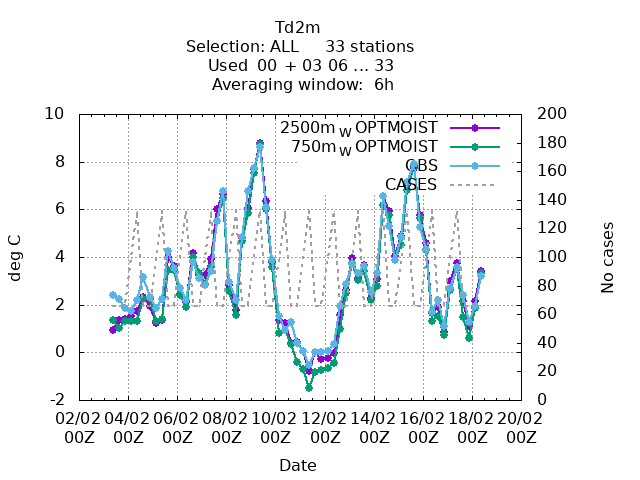 Td2m
Selection: ALL 33 stations
Used 00 + 03 06 ... 33
Averaging window: 6h
10 200
2500m W OPTMOIST
180
750m W OPTMOIST
8 OBS 160
CASES
140
6
120
4 100
80
2
60
0 40
20
-2 0
deg C
No cases
02/02 04/02 06/02 08/02 10/02 12/02 14/02 16/02 18/02 20/02
00Z 00Z 00Z 00Z 00Z 00Z 00Z 00Z 00Z 00Z
Date